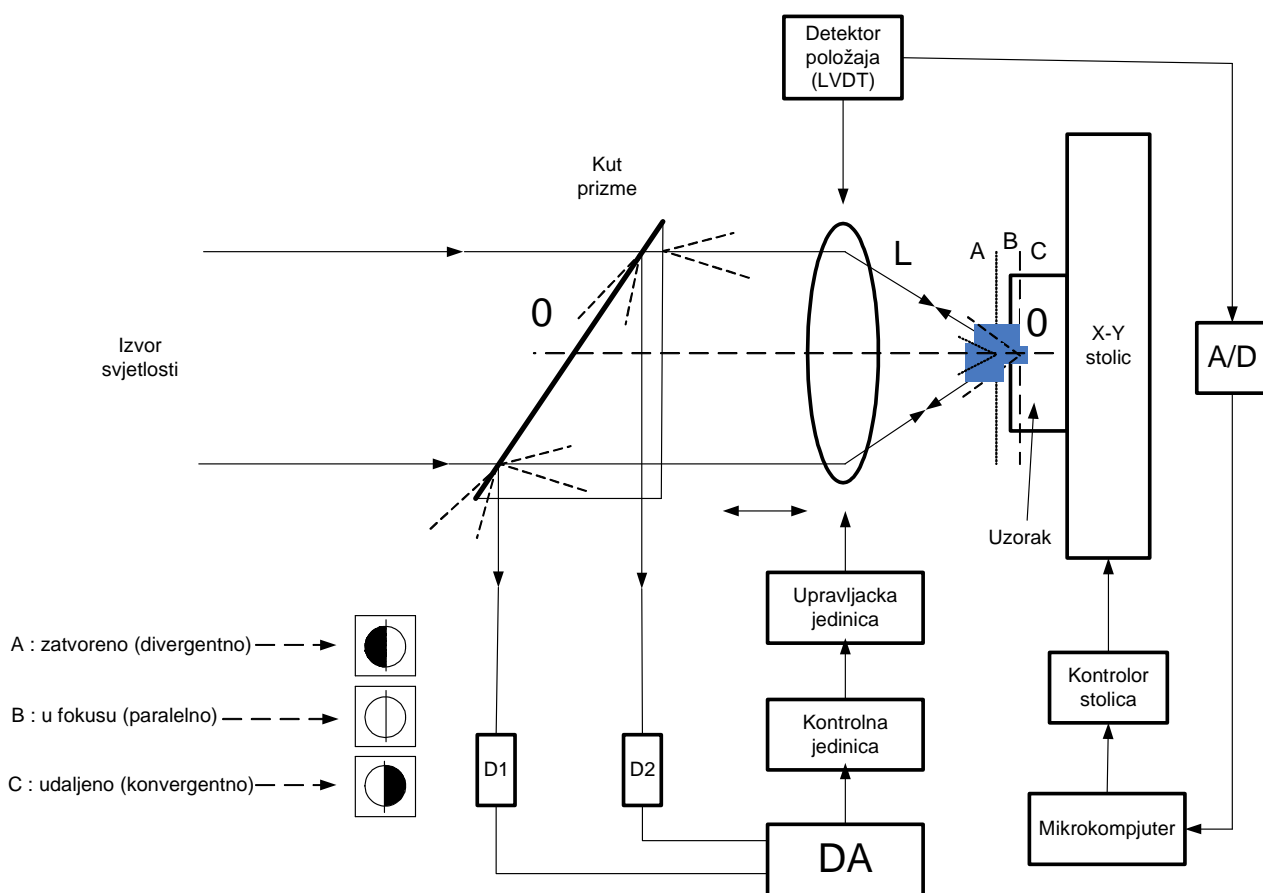 Detektor
položaja
(LVDT)
Kut
prizme
L
A
B
C
0
0
Izvor
svjetlosti
X-Y
stolic
A/D
Uzorak
Upravljacka
jedinica
A : zatvoreno (divergentno)
Kontrolor
stolica
B : u fokusu (paralelno)
Kontrolna
jedinica
C : udaljeno (konvergentno)
D1
D2
Mikrokompjuter
DA